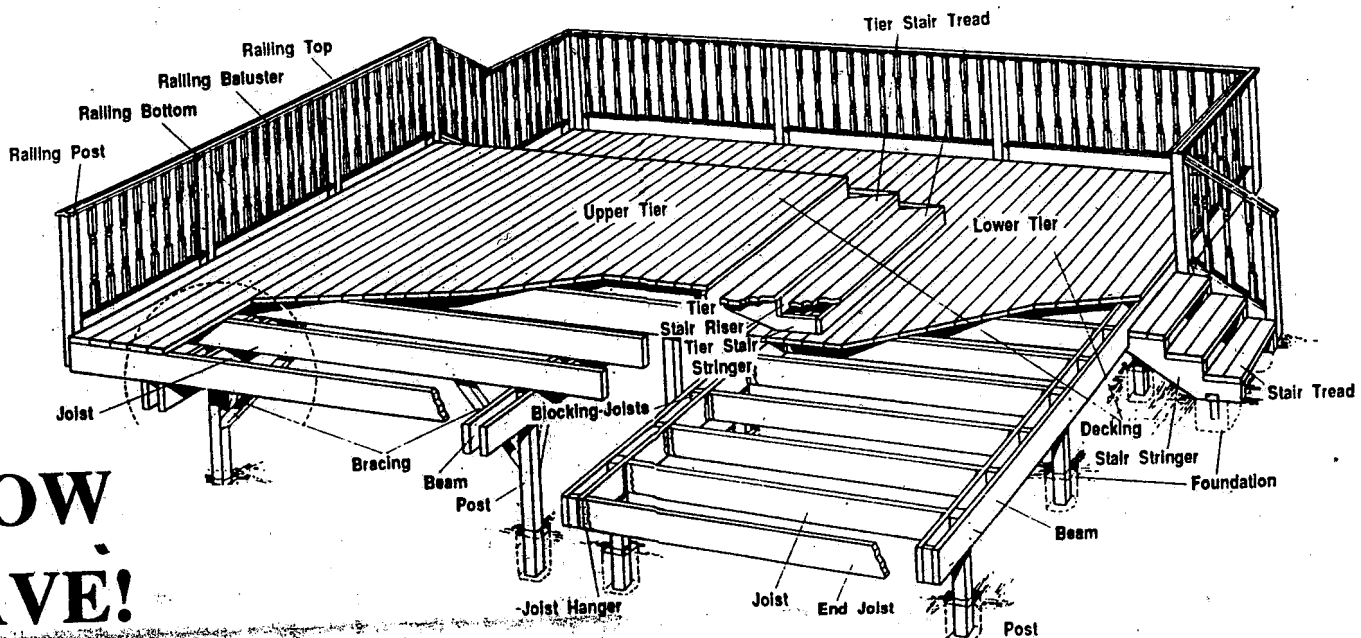 Tier Stair Tread
Railing Top
Railing Baluster
Railing Bottom
Railing Post
Upper Tier
Lower Tier
Tier
Stair Riser
Tier Stair
Stringer
Joist
Blocking-Joists
Bracing
Beam
Post
Stair Tread
Decking
Stair Stringer
Foundation
Beam
Joist Hanger
Joist
End Joist
Post
OW
AVE!